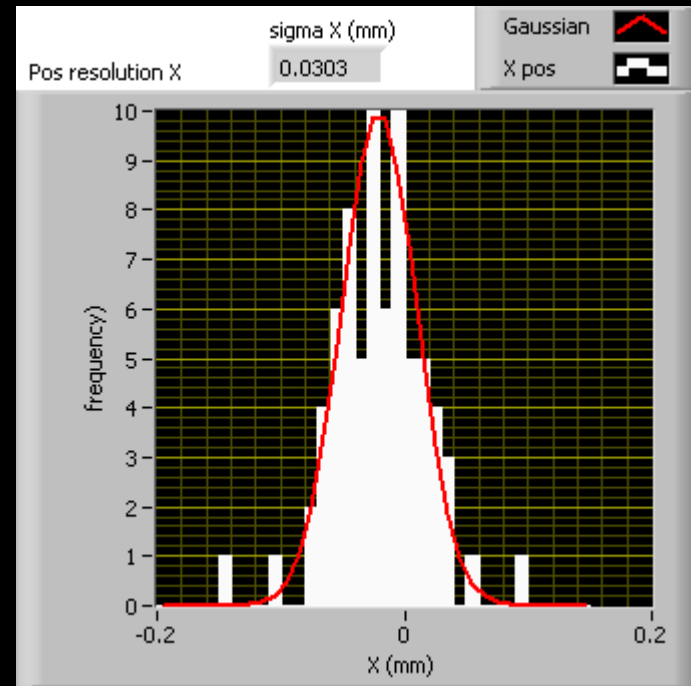 sigma X (mm)
Pos resolution X
0.0303
Gaussian
X pos
10
9
8
7
6
5
4
3
2
1
0
frequency)
-0.2
0
0.2
X (mm)